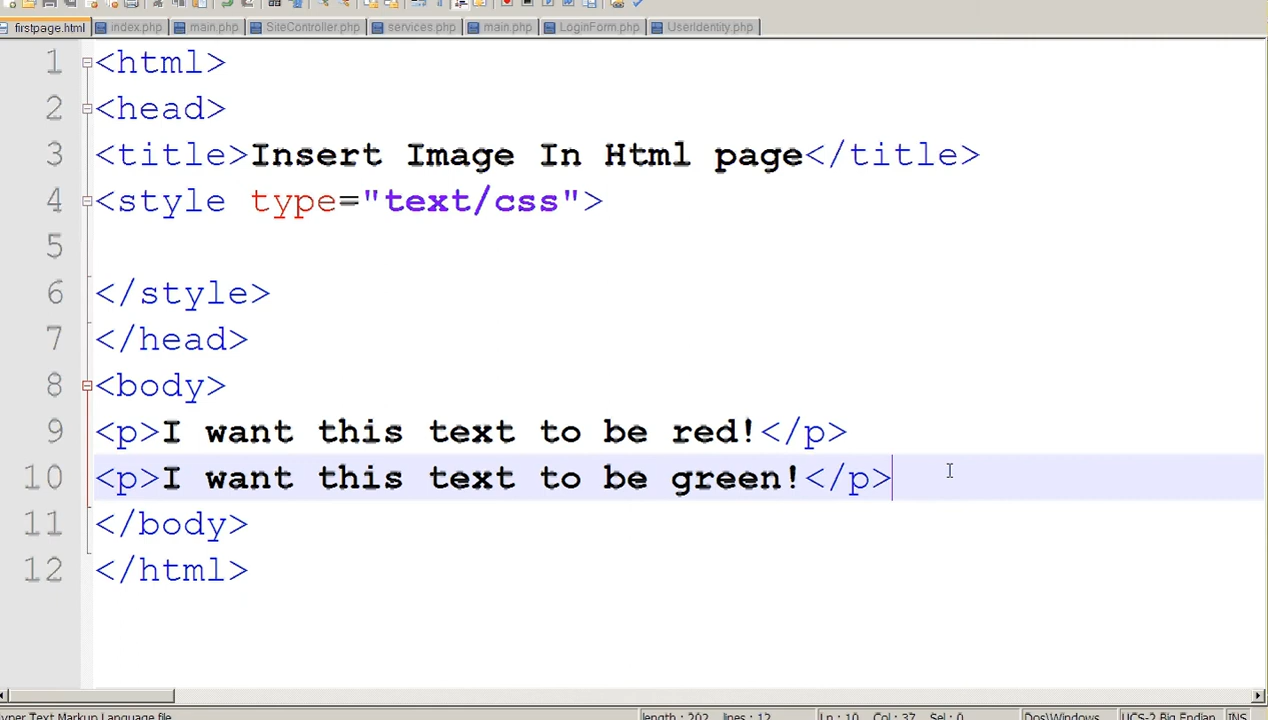 firstpage.html index.php main.php SiteController.php services.php main.php LoginForm.php UserIdentity.php
1 <html>
2 <head>
3 <title>Insert Image In Html page</title>
4 <style type="text/css">
5
6 </style>
7 </head>
8 <body>
9 <p>I want this text to be red!</p>
10 <p>I want this text to be green!</p>
11 </body>
12 </html>
yper Text Markup Language file length : 202 lines : 12 Ln : 10 Col : 37 Sel : 0 Dos\Windows UCS-2 Big Endian INS